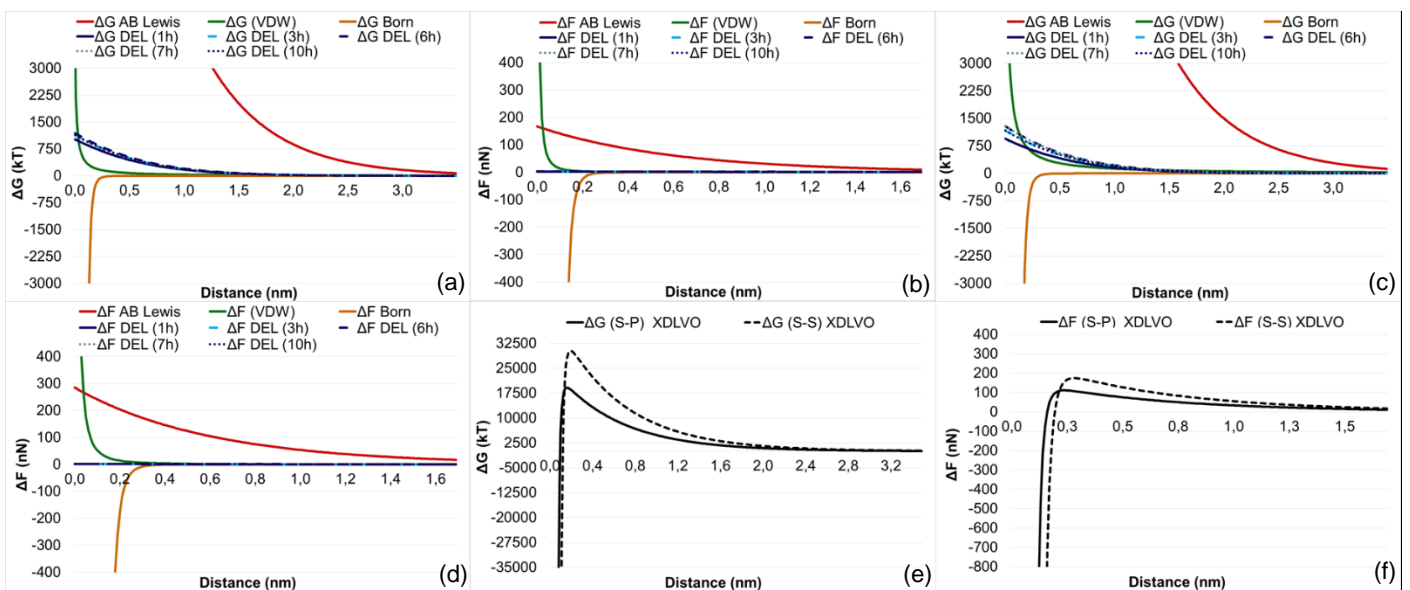 ΔG AB Lewis ΔG (VDW) ΔG Born
ΔG DEL (1h) ΔG DEL (3h) ΔG DEL (6h)
ΔG DEL (7h) ΔG DEL (10h)
ΔG (kT)
3000
2250
1500
750
0
-750
-1500
-2250
-3000
0,0 0,5 1,0 1,5 2,0 2,5 3,0
Distance (nm)
(a)
ΔF AB Lewis ΔF (VDW) ΔF Born
ΔF DEL (1h) ΔF DEL (3h) ΔF DEL (6h)
ΔF DEL (7h) ΔF DEL (10h)
ΔF (nN)
400
300
200
100
0
-100
-200
-300
-400
0,0 0,2 0,4 0,6 0,8 1,0 1,2 1,4 1,6
Distance (nm)
(b)
ΔG AB Lewis ΔG (VDW) ΔG Born
ΔG DEL (1h) ΔG DEL (3h) ΔG DEL (6h)
ΔG DEL (7h) ΔG DEL (10h)
ΔG (kT)
3000
2250
1500
750
0
-750
-1500
-2250
-3000
0,0 0,5 1,0 1,5 2,0 2,5 3,0
Distance (nm)
(c)
ΔF AB Lewis ΔF (VDW) ΔF Born
ΔF DEL (1h) ΔF DEL (3h) ΔF DEL (6h)
ΔF DEL (7h) ΔF DEL (10h)
ΔF (nN)
400
300
200
100
0
-100
-200
-300
-400
0,0 0,2 0,4 0,6 0,8 1,0 1,2 1,4 1,6
Distance (nm)
(d)
ΔG (S-P) XDLVO ΔG (S-S) XDLVO
ΔG (kT)
32500
25000
17500
10000
2500
-5000
-12500
-20000
-27500
-35000
0,0 0,4 0,8 1,2 1,6 2,0 2,4 2,8 3,2
Distance (nm)
(e)
ΔF (S-P) XDLVO ΔF (S-S) XDLVO
ΔF (nN)
400
300
200
100
0
-100
-200
-300
-400
-500
-600
-700
-800
0,0 0,3 0,5 0,8 1,0 1,3 1,5
Distance (nm)
(f)